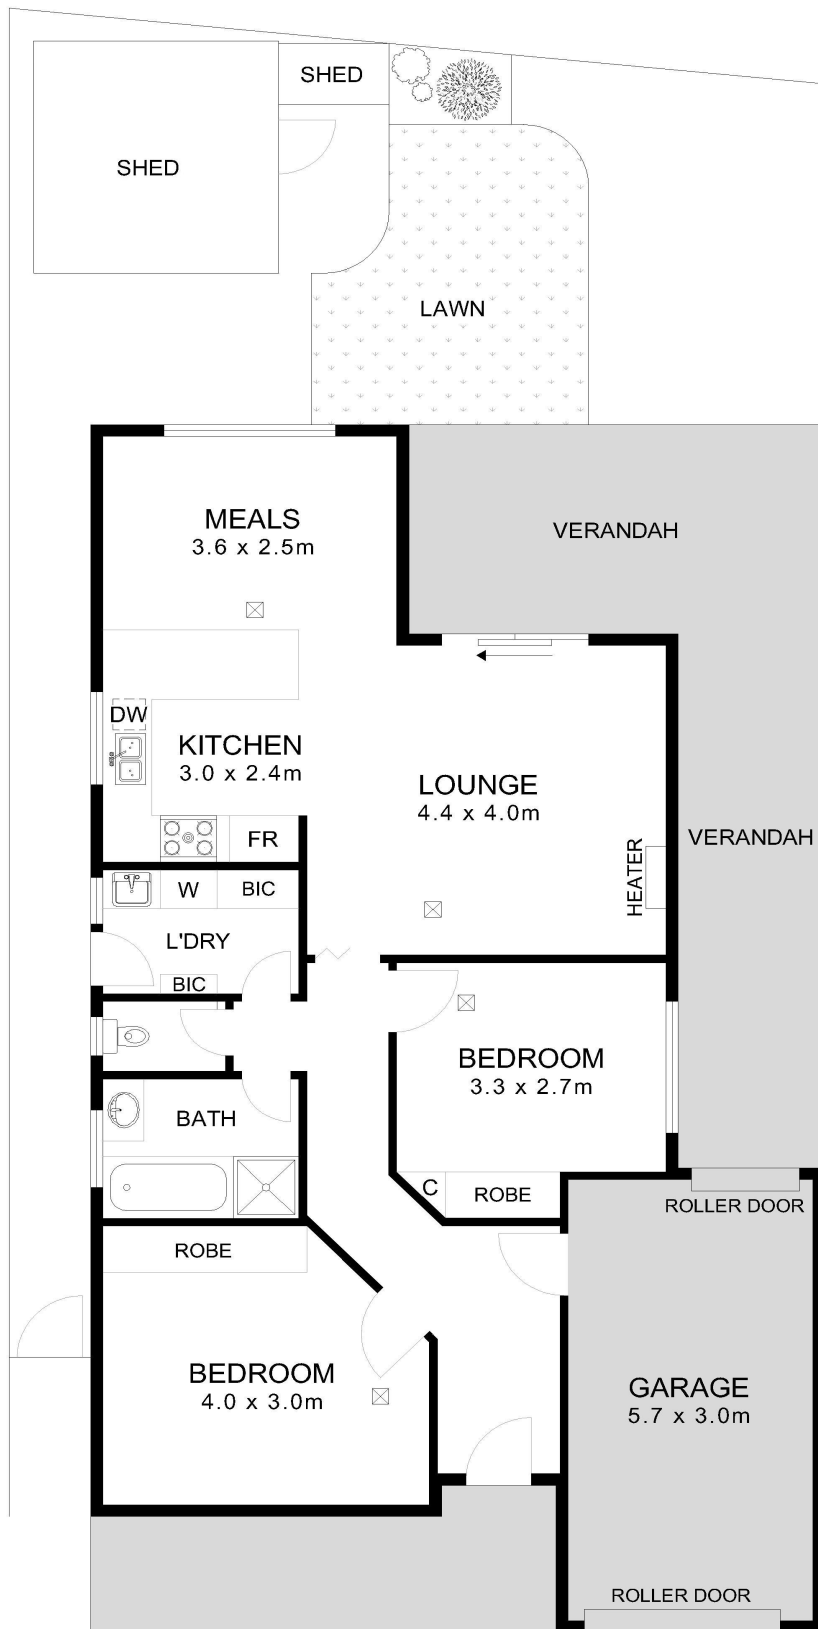 SHED
SHED
LAWN
MEALS
3.6 x 2.5m
VERANDAH
DW
KITCHEN
3.0 x 2.4m
LOUNGE
4.4 x 4.0m
FR
HEATER
VERANDAH
W
BIC
L'DRY
BIC
BEDROOM
3.3 x 2.7m
BATH
C
ROBE
ROLLER DOOR
ROBE
BEDROOM
4.0 x 3.0m
GARAGE
5.7 x 3.0m
ROLLER DOOR